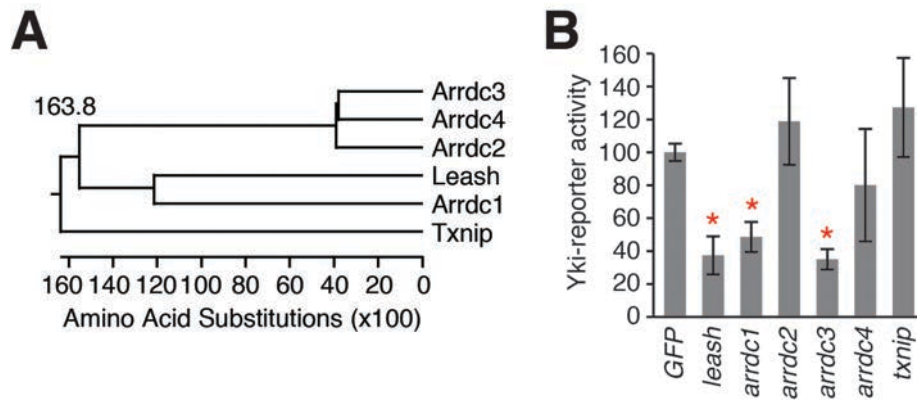 A
163.8
Arrdc3
Arrdc4
Arrdc2
Leash
Arrdc1
Txnip
160 140 120 100 80 60 40 20 0
Amino Acid Substitutions (x100)
B
Yki-reporter activity
160
140
120
100
80
60
40
20
0
* * *
GFP
leash
arrdc1
arrdc2
arrdc3
arrdc4
txnip